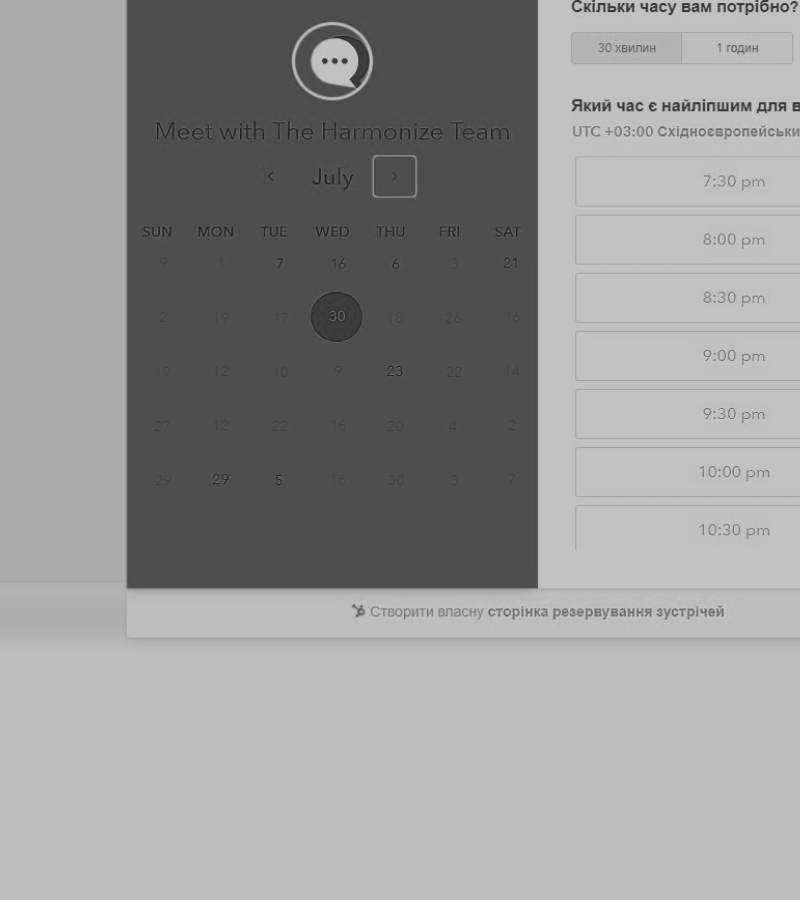 Скільки часу вам потрібно?
30 хвилин 1 годин
Meet with The Harmonize Team
July
Який час є найліпшим для в
UTC +03:00 Східноєвропейськи
SUN MON TUE WED THU FRI SAT
9 1 7 16 6 3 21
2 19 17 30 18 26 16
19 12 10 9 23 22 14
27 12 22 16 20 4 2
29 29 5 16 30 3 7
7:30 pm
8:00 pm
8:30 pm
9:00 pm
9:30 pm
10:00 pm
10:30 pm
Створити власну сторінка резервування зустрічей